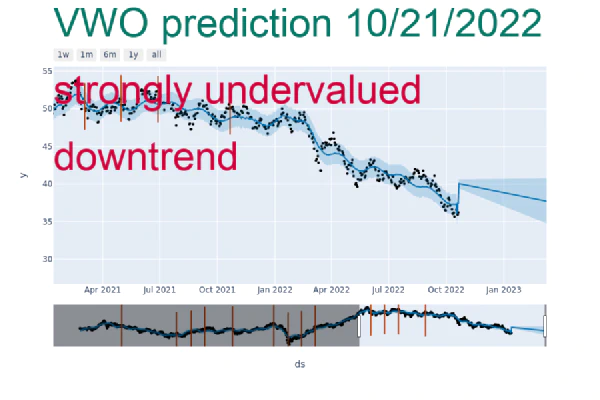 VWO prediction 10/21/2022
1w 1m 6m 1y all
strongly undervalued
downtrend
55
50
45
40
35
30
y
Apr 2021 Jul 2021 Oct 2021 Jan 2022 Apr 2022 Jul 2022 Oct 2022 Jan 2023
ds